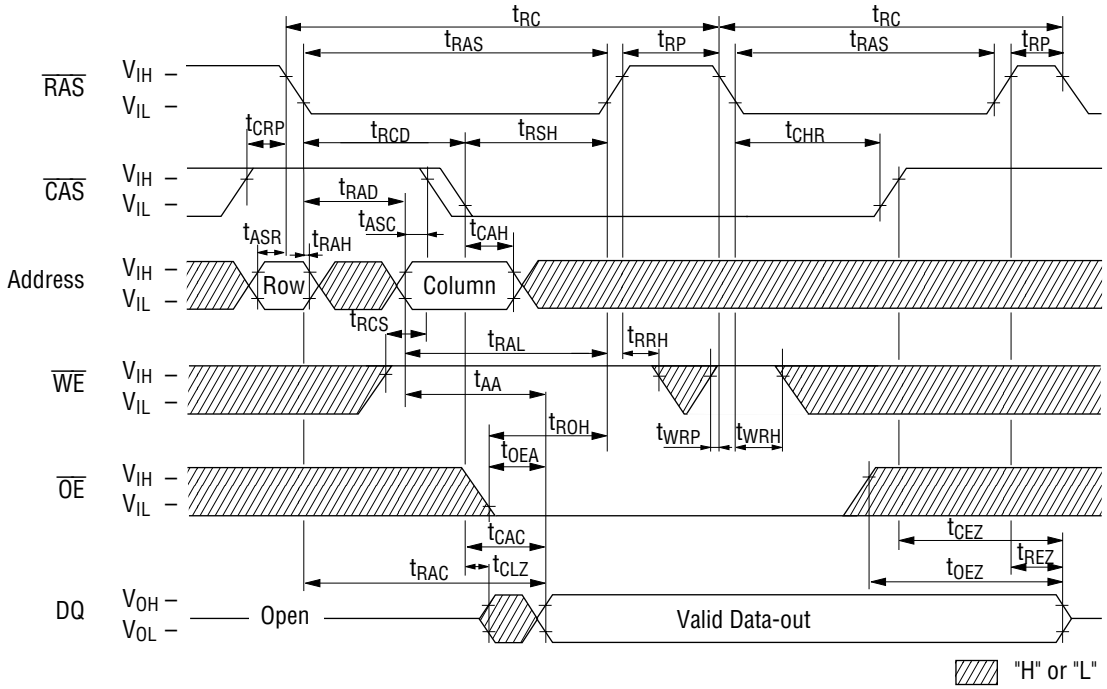 tRC tRC
tRAS tRP tRAS tRP
RAS VIH –
VIL –
tCRP tRCD tRSH tCHR
CAS VIH –
VIL –
tRAD
tASC
tASR tRAH tCAH
Address VIH –
VIL –
Row Column
tRCS tRAL tRRH
WE VIH –
VIL –
tAA
tROH tWRP tWRH
tOEA
OE VIH –
VIL –
tCAC tCEZ
tRAC tCLZ tOEZ tREZ
DQ VOH –
VOL –
Open Valid Data-out
"H" or "L"